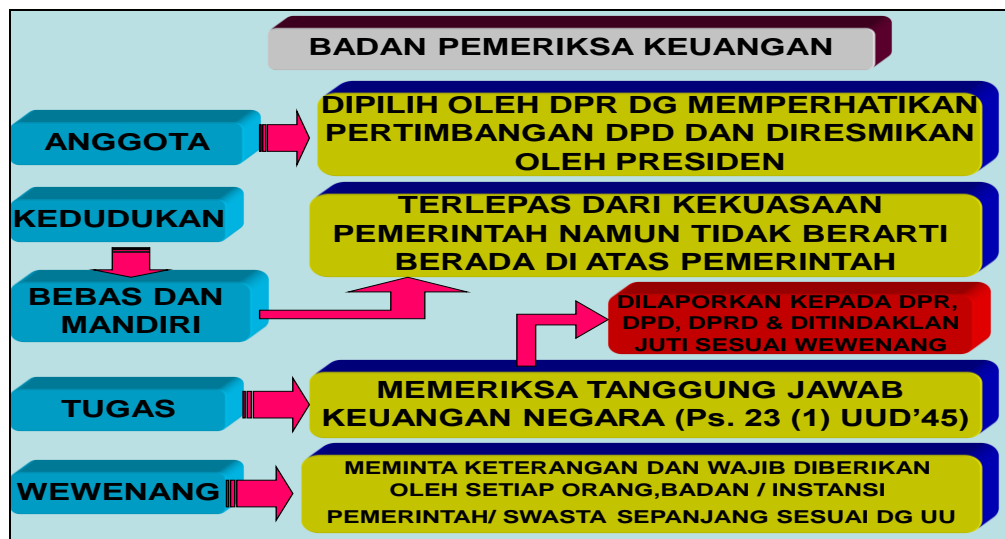 BADAN PEMERIKSA KEUANGAN
ANGGOTA
DIPILIH OLEH DPR DG MEMPERHATIKAN
PERTIMBANGAN DPD DAN DIRESMIKAN
OLEH PRESIDEN
KEDUDUKAN
TERLEPAS DARI KEKUASAAN
PEMERINTAH NAMUN TIDAK BERARTI
BERADA DI ATAS PEMERINTAH
BEBAS DAN
MANDIRI
DILAPORKAN KEPADA DPR,
DPD, DPRD & DITINDAKLAN
JUTI SESUAI WEWENANG
TUGAS
MEMERIKSA TANGGUNG JAWAB
KEUANGAN NEGARA (Ps. 23 (1) UUD’45)
WEWENANG
MEMINTA KETERANGAN DAN WAJIB DIBERIKAN
OLEH SETIAP ORANG,BADAN / INSTANSI
PEMERINTAH/ SWASTA SEPANJANG SESUAI DG UU